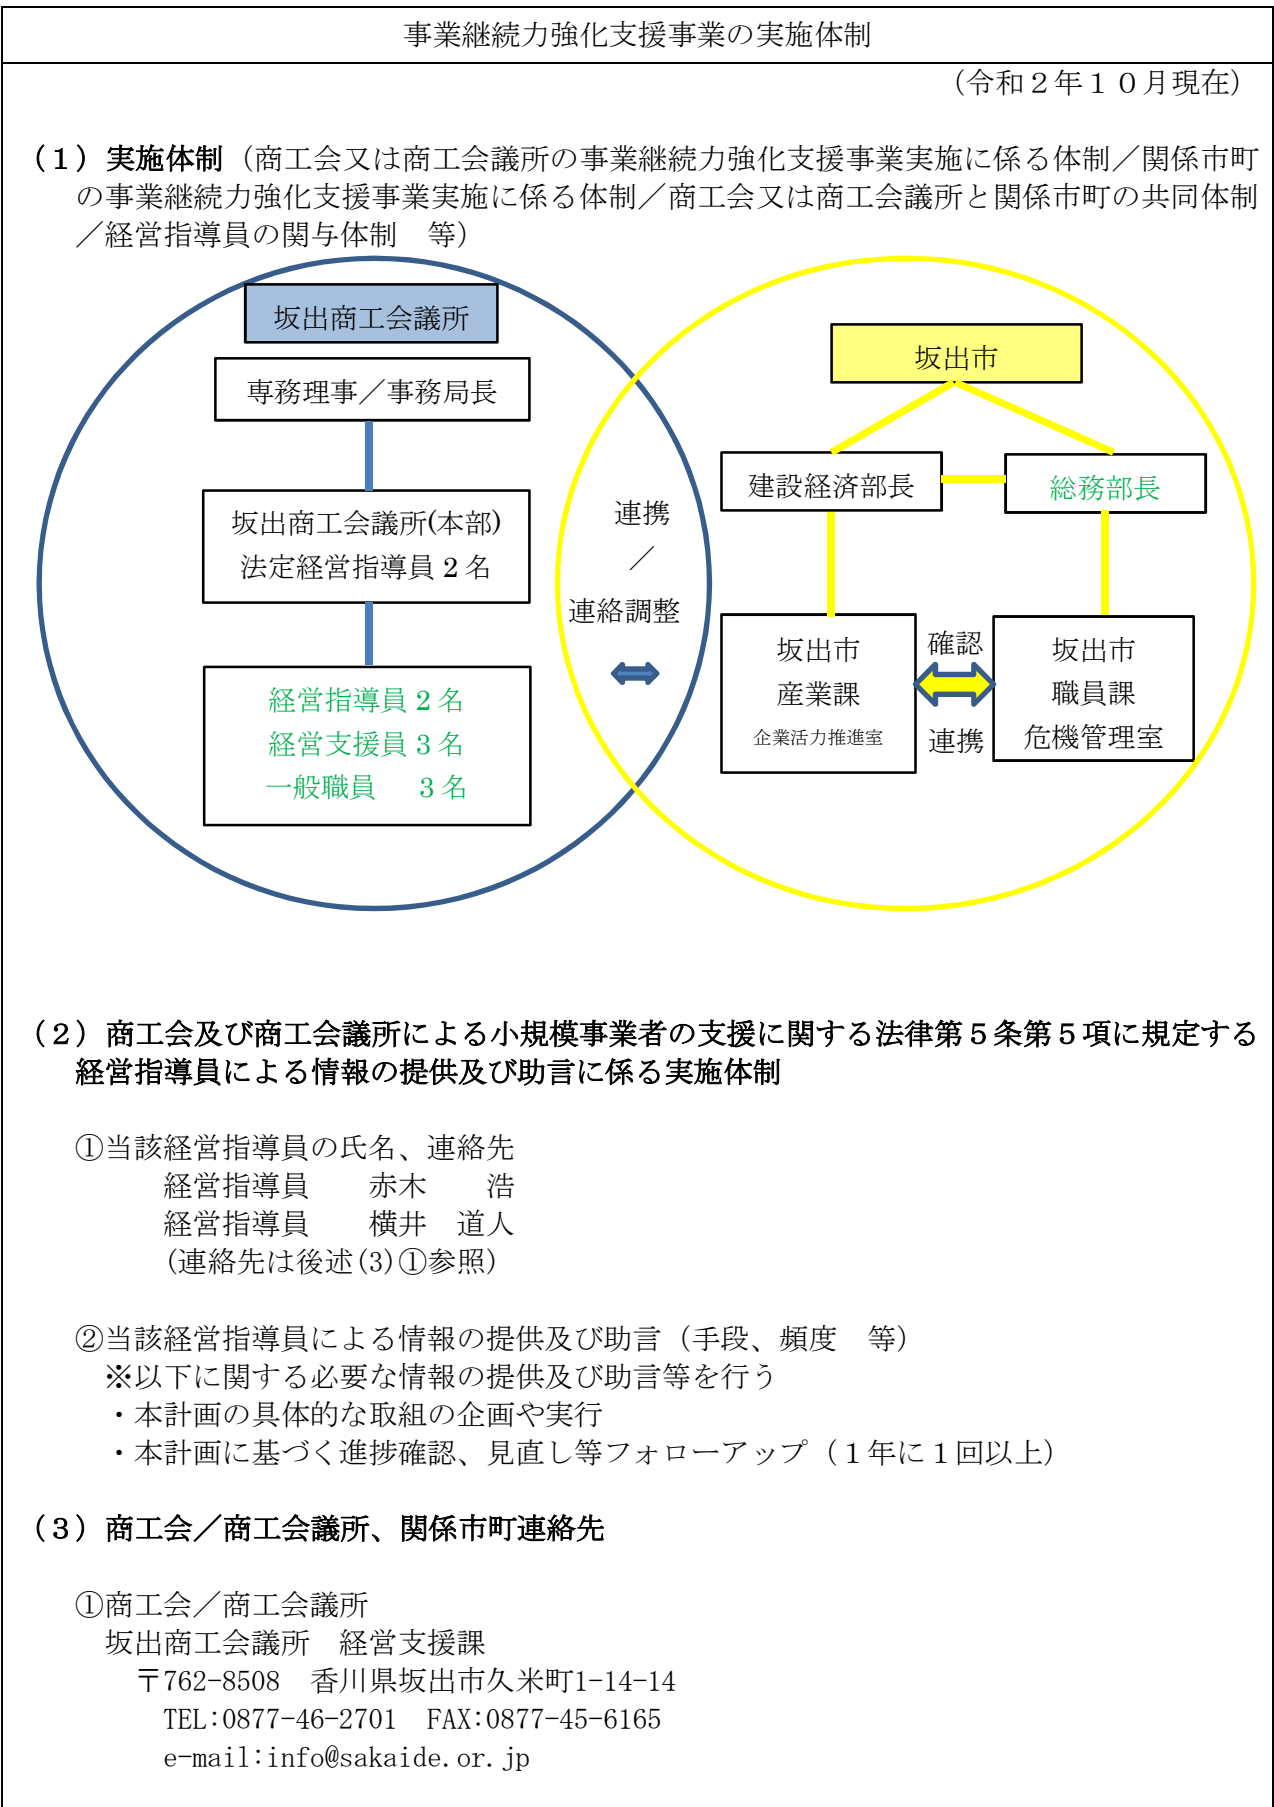 事業継続力強化支援事業の実施体制
（令和２年１０月現在）
（１）実施体制（商工会又は商工会議所の事業継続力強化支援事業実施に係る体制／関係市町
の事業継続力強化支援事業実施に係る体制／商工会又は商工会議所と関係市町の共同体制
／経営指導員の関与体制　等）
坂出商工会議所
専務理事／事務局長
坂出商工会議所(本部)
法定経営指導員２名
経営指導員２名
経営支援員３名
一般職員　３名
連携
／
連絡調整
坂出市
建設経済部長
総務部長
坂出市
産業課
企業活力推進室
確認
連携
坂出市
職員課
危機管理室
（２）商工会及び商工会議所による小規模事業者の支援に関する法律第５条第５項に規定する
経営指導員による情報の提供及び助言に係る実施体制
①当該経営指導員の氏名、連絡先
経営指導員　　赤木　　浩
経営指導員　　横井　道人
(連絡先は後述(3)①参照)
②当該経営指導員による情報の提供及び助言（手段、頻度　等）
※以下に関する必要な情報の提供及び助言等を行う
・本計画の具体的な取組の企画や実行
・本計画に基づく進捗確認、見直し等フォローアップ（１年に１回以上）
（３）商工会／商工会議所、関係市町連絡先
①商工会／商工会議所
坂出商工会議所　経営支援課
〒762-8508　香川県坂出市久米町1-14-14
TEL:0877-46-2701　FAX:0877-45-6165
e-mail:info@sakaide.or.jp